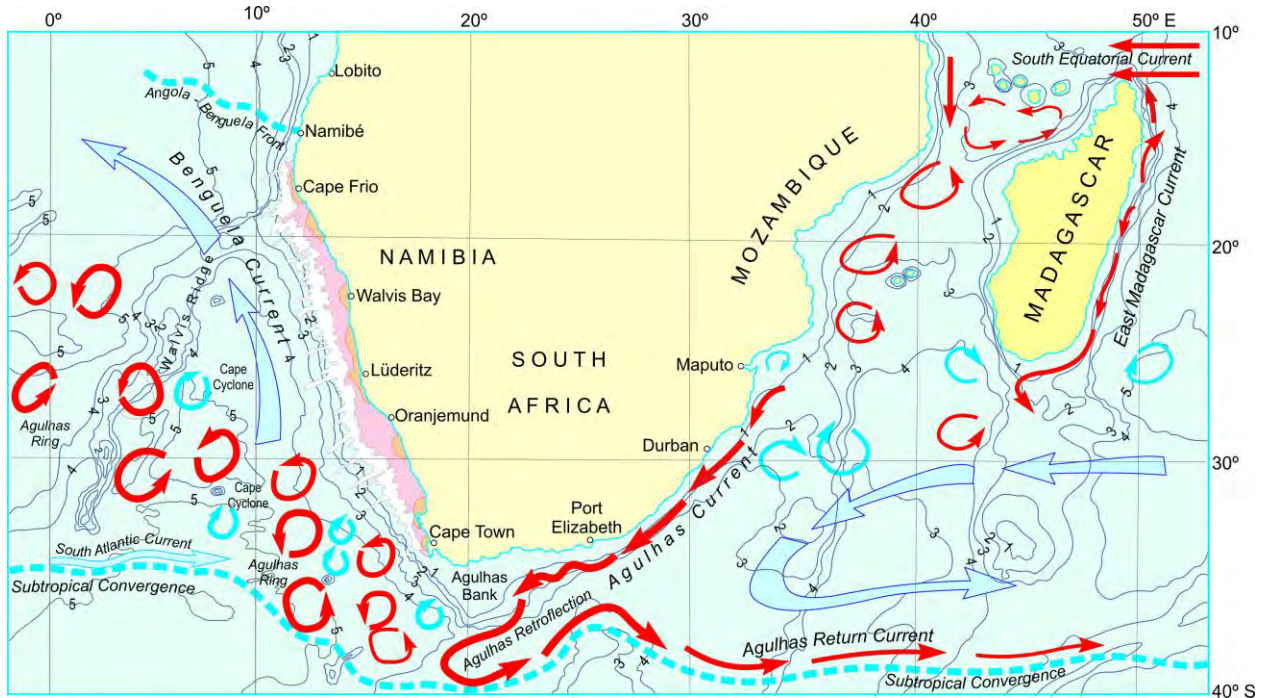 0º
10º
20º
30º
40º
50º E
10º
20º
30º
40º S
South Equatorial Current
Lobito
Angola - Benguela Front
Namibé
Cape Frio
Benguela Current
NAMIBIA
Walvis Bay
Walvis Ridge
Lüderitz
SOUTH
AFRICA
Oranjemund
MOZAMBIQUE
MADAGASCAR
East Madagascar Current
Maputo
Durban
Cape
Cyclone
Agulhas
Ring
Cape
Cyclone
Port
Elizabeth
Cape Town
Agulhas Current
South Atlantic Current
Agulhas
Ring
Agulhas
Bank
Subtropical Convergence
Agulhas Retroflection
Agulhas Return Current
Subtropical Convergence